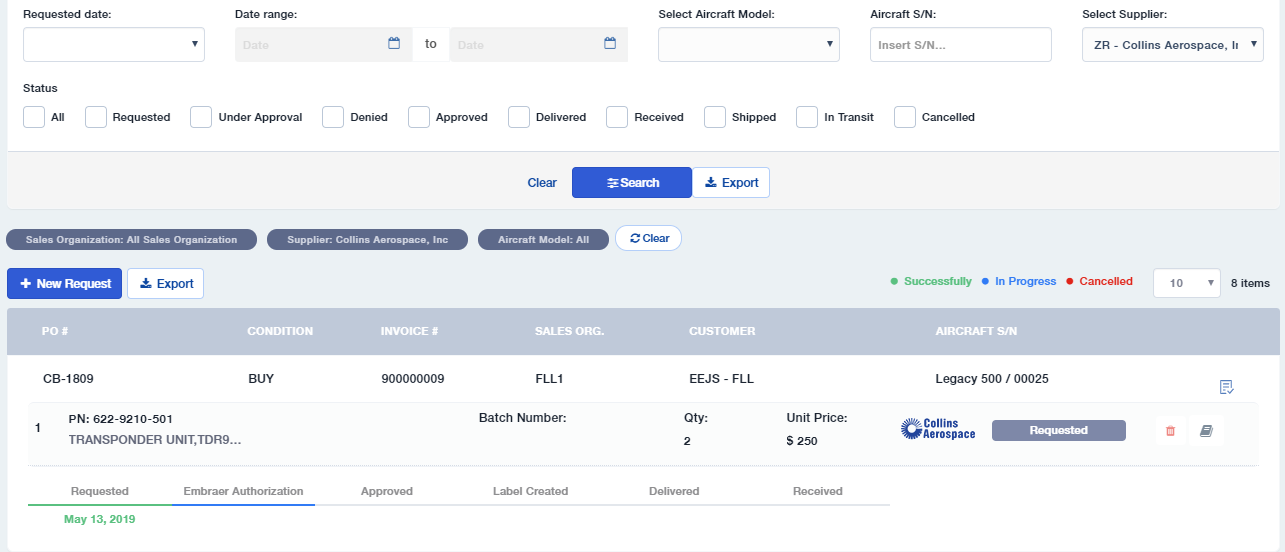 Requested date: Date range: Select Aircraft Model: Aircraft S/N: Select Supplier:
Date to Date Insert S/N... ZR - Collins Aerospace, Ir
Status
All Requested Under Approval Denied Approved Delivered Received Shipped In Transit Cancelled
Clear Search Export
Sales Organization: All Sales Organization Supplier: Collins Aerospace, Inc Aircraft Model: All Clear
+ New Request Export Successfully In Progress Cancelled 10 8 items
PO # CONDITION INVOICE # SALES ORG. CUSTOMER AIRCRAFT S/N
CB-1809 BUY 900000009 FLL1 EEJS - FLL Legacy 500 / 00025
1 PN: 622-9210-501 Batch Number: Qty: Unit Price: Collins Aerospace Requested
TRANSPONDER UNIT,TDR9... 2 $ 250
Requested Embraer Authorization Approved Label Created Delivered Received
May 13, 2019